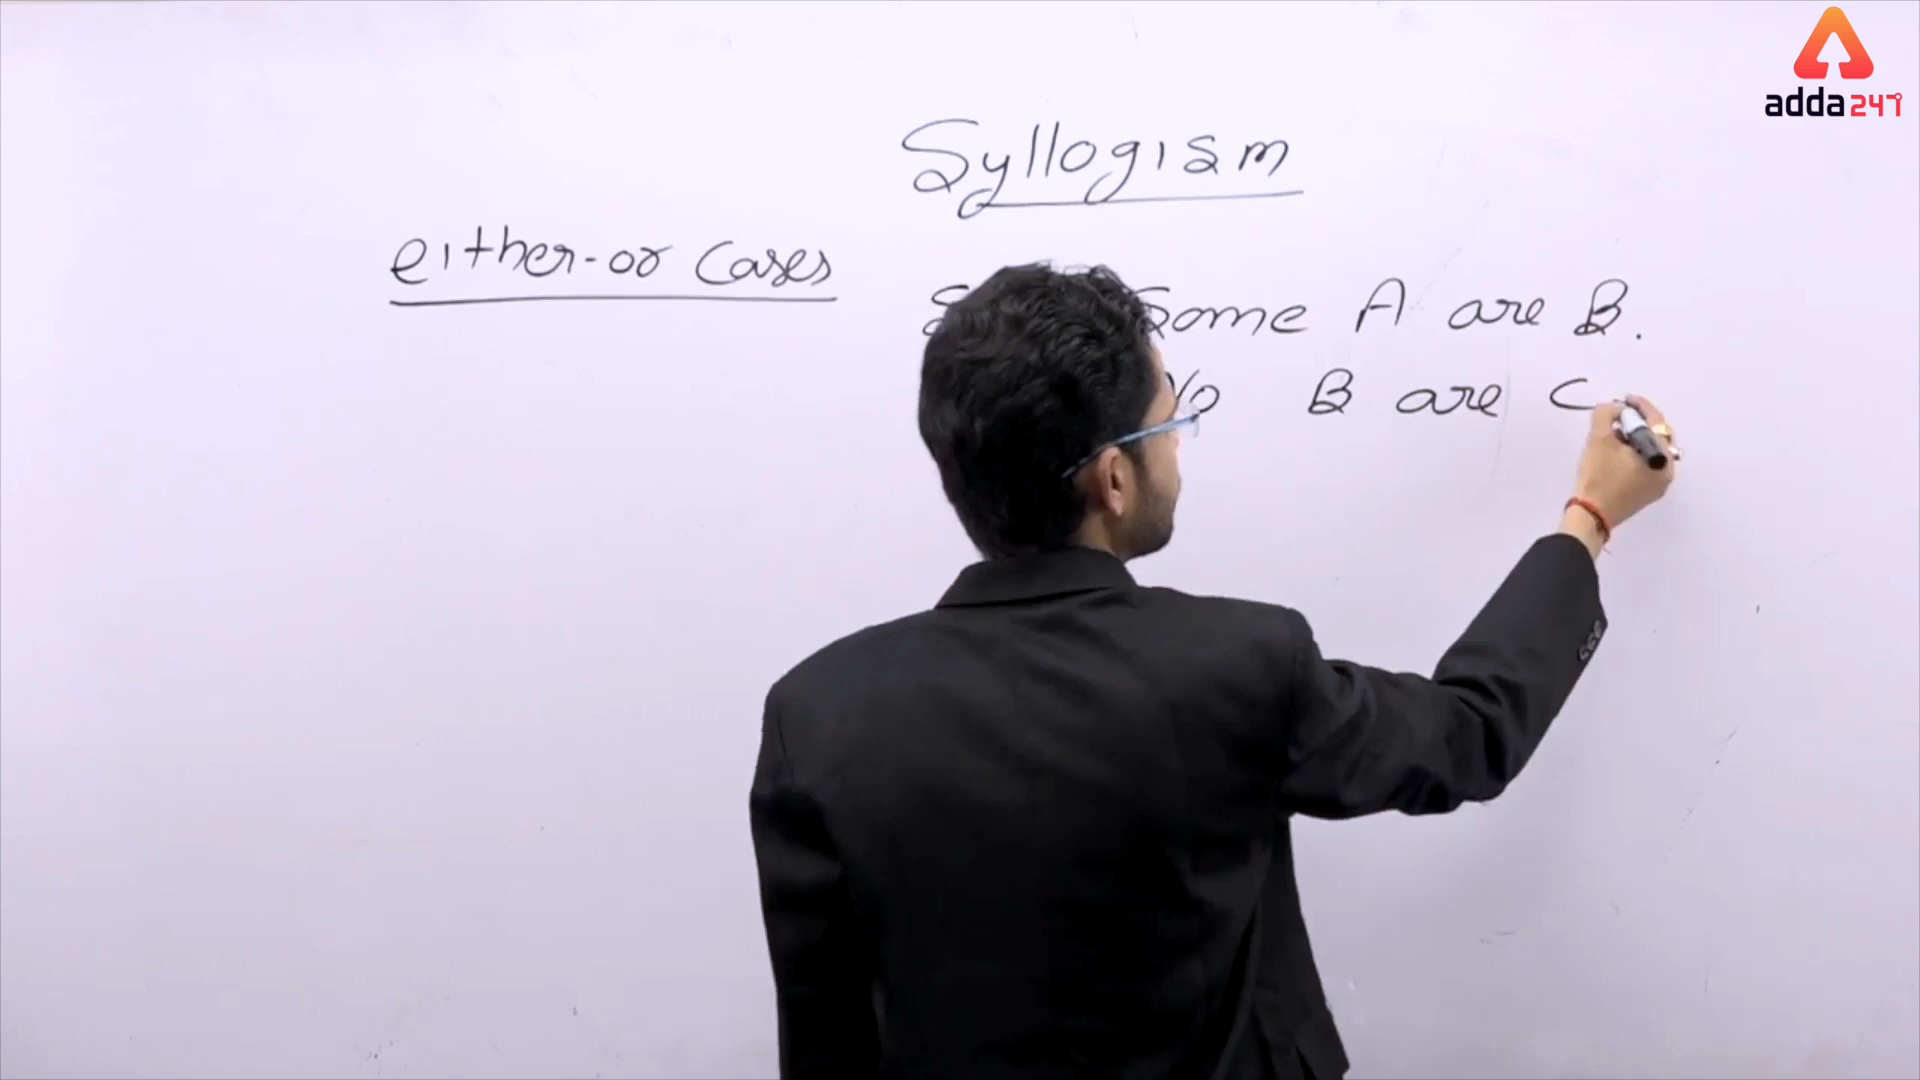 adda247
Syllogism
either-or Cases
Some A are B.
No B are C